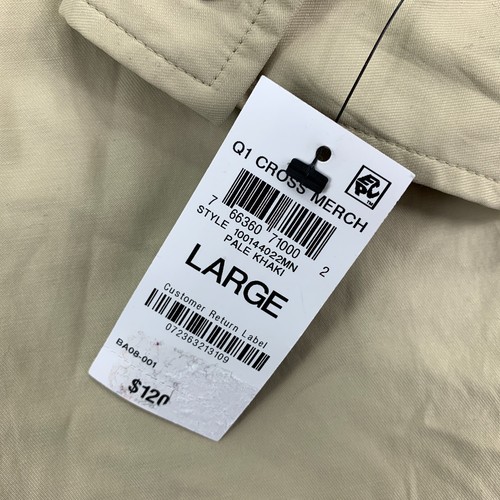 Q1 CROSS MERCH
7 66360 71000 2
STYLE 100144022MN
PALE KHAKI
LARGE
Customer Return Label
072363213109
BA08-001
$120